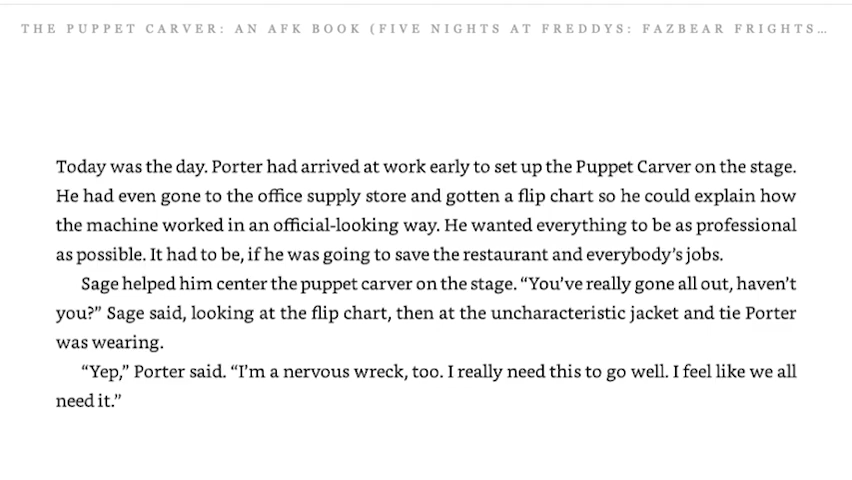 THE PUPPET CARVER: AN AFK BOOK (FIVE NIGHTS AT FREDDYS: FAZBEAR FRIGHTS…
Today was the day. Porter had arrived at work early to set up the Puppet Carver on the stage.
He had even gone to the office supply store and gotten a flip chart so he could explain how
the machine worked in an official-looking way. He wanted everything to be as professional
as possible. It had to be, if he was going to save the restaurant and everybody’s jobs.
Sage helped him center the puppet carver on the stage. “You’ve really gone all out, haven’t
you?” Sage said, looking at the flip chart, then at the uncharacteristic jacket and tie Porter
was wearing.
“Yep,” Porter said. “I’m a nervous wreck, too. I really need this to go well. I feel like we all
need it.”